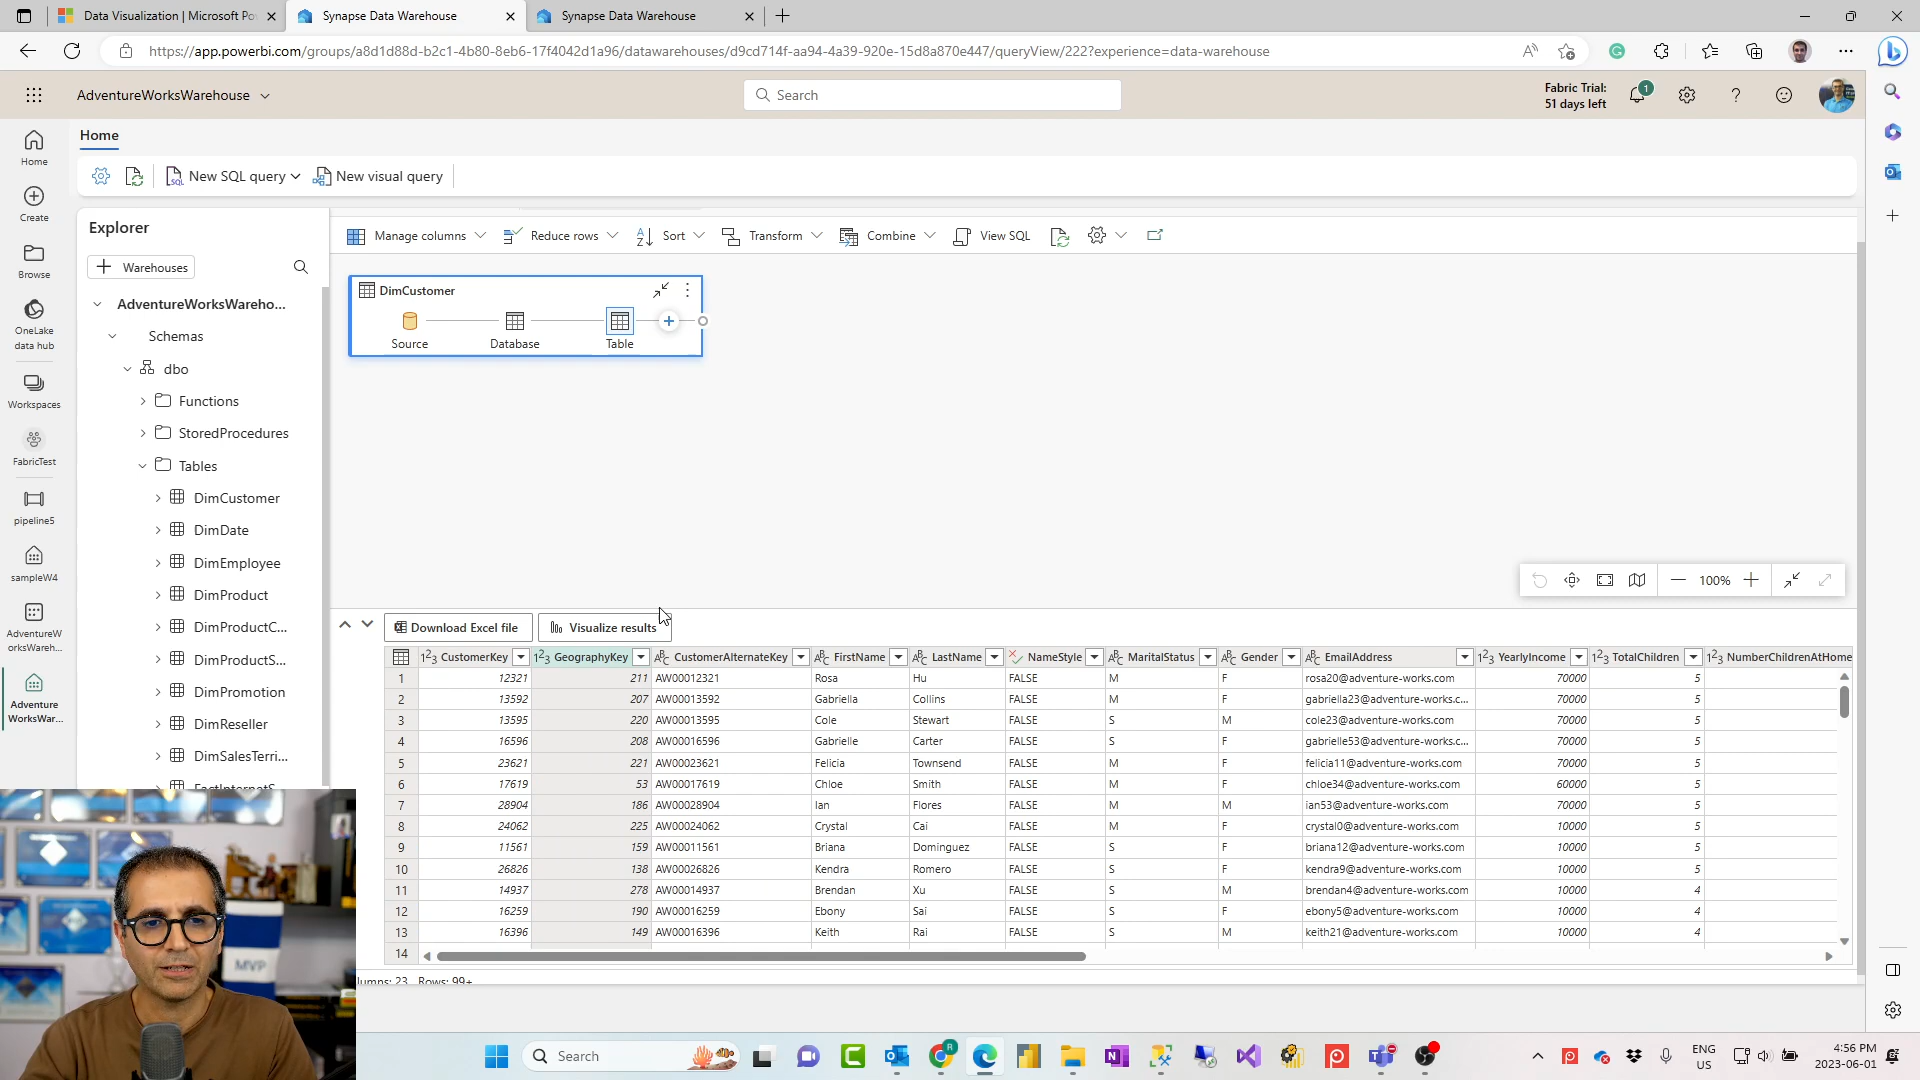 Data Visualization | Microsoft Po
Synapse Data Warehouse
Synapse Data Warehouse
https://app.powerbi.com/groups/a8d1d88d-b2c1-4b80-8eb6-17f4042d1a96/datawarehouses/d9cd714f-aa94-4a39-920e-15d8a870e447/queryView/222?experience=data-warehouse
AdventureWorksWarehouse
Search
Fabric Trial:
51 days left
1
Home
New SQL query
New visual query
Home
Create
Browse
OneLake
data hub
Workspaces
FabricTest
pipeline5
sampleW4
AdventureW
orksWareh...
Adventure
WorksWar...
Explorer
Warehouses
AdventureWorksWareho...
Schemas
dbo
Functions
StoredProcedures
Tables
DimCustomer
DimDate
DimEmployee
DimProduct
DimProductC...
DimProductS...
DimPromotion
DimReseller
DimSalesTerri...
Manage columns
Reduce rows
Sort
Transform
Combine
View SQL
DimCustomer
Source
Database
Table
100%
Download Excel file
Visualize results
CustomerKey GeographyKey CustomerAlternateKey FirstName LastName NameStyle MaritalStatus Gender EmailAddress YearlyIncome TotalChildren NumberChildrenAtHome
1 12321 211 AW00012321 Rosa Hu FALSE M F rosa20@adventure-works.com 70000 5
2 13592 207 AW00013592 Gabriella Collins FALSE M F gabriella23@adventure-works.c... 70000 5
3 13595 220 AW00013595 Cole Stewart FALSE S M cole23@adventure-works.com 70000 5
4 16596 208 AW00016596 Gabrielle Carter FALSE S F gabrielle53@adventure-works.c... 70000 5
5 23621 221 AW00023621 Felicia Townsend FALSE M F felicia11@adventure-works.com 70000 5
6 17619 53 AW00017619 Chloe Smith FALSE S F chloe34@adventure-works.com 60000 5
7 28904 186 AW00028904 Ian Flores FALSE M M ian53@adventure-works.com 70000 5
8 24062 225 AW00024062 Crystal Cai FALSE M F crystal0@adventure-works.com 10000 5
9 11561 159 AW00011561 Briana Dominguez FALSE S F briana12@adventure-works.com 10000 5
10 26826 138 AW00026826 Kendra Romero FALSE S F kendra9@adventure-works.com 10000 5
11 14937 278 AW00014937 Brendan Xu FALSE S M brendan4@adventure-works.com 10000 4
12 16259 190 AW00016259 Ebony Sai FALSE S F ebony5@adventure-works.com 10000 4
13 16396 149 AW00016396 Keith Rai FALSE S M keith21@adventure-works.com 10000 4
14
lumns: 23 Rows: 99+
MVP
Search
ENG
US
4:56 PM
2023-06-01